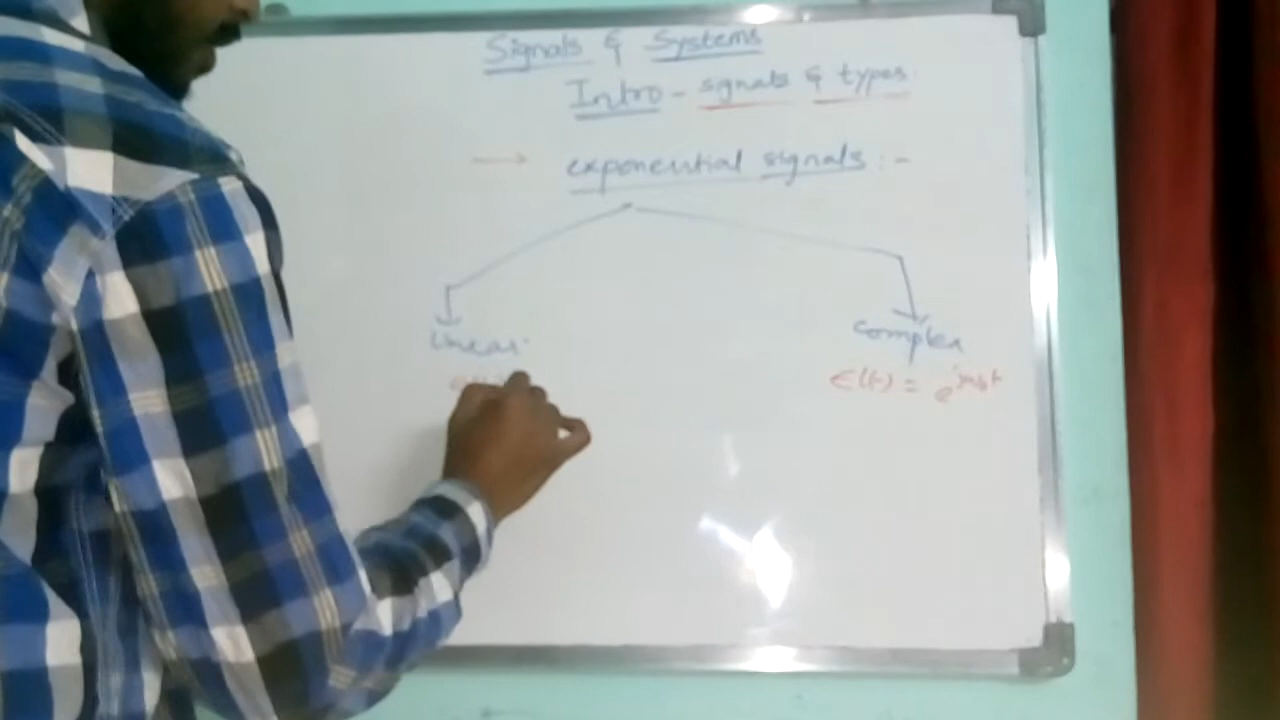 Signals & Systems
Intro - signals & types
→ exponential signals :-
linear
complex